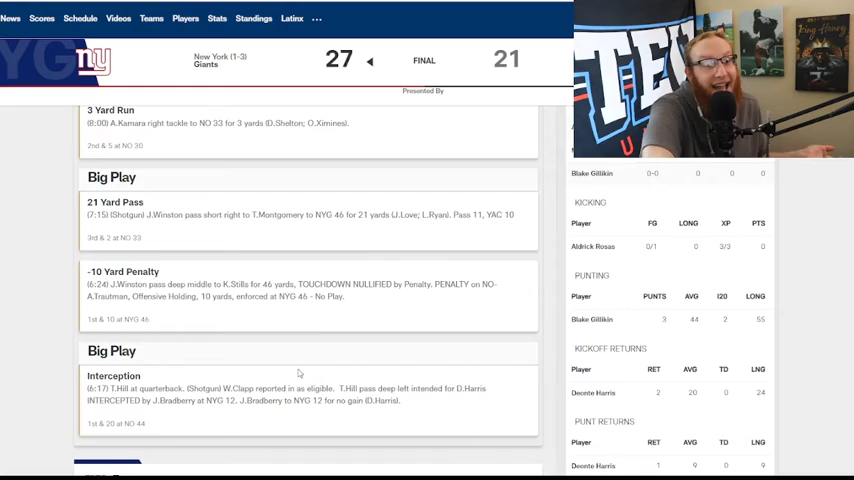 News Scores Schedule Videos Teams Players Stats Standings Latinx ...
NYG ny New York (1-3)
Giants
27 FINAL 21
Presented By
3 Yard Run
(8:00) A.Kamara right tackle to NO 33 for 3 yards (D.Shelton; O.Ximines).
2nd & 5 at NO 30
Big Play
21 Yard Pass
(7:15) (Shotgun) J.Winston pass short right to T.Montgomery to NYG 46 for 21 yards (J.Love; L.Ryan). Pass 11, YAC 10
3rd & 2 at NO 33
-10 Yard Penalty
(6:24) J.Winston pass deep middle to K.Stills for 46 yards, TOUCHDOWN NULLIFIED by Penalty. PENALTY on NO-
A.Trautman, Offensive Holding, 10 yards, enforced at NYG 46 - No Play.
1st & 10 at NYG 46
Big Play
Interception
(6:17) T.Hill at quarterback. (Shotgun) W.Clapp reported in as eligible. T.Hill pass deep left intended for D.Harris
INTERCEPTED by J.Bradberry at NYG 12. J.Bradberry to NYG 12 for no gain (D.Harris).
1st & 20 at NO 44
TE
U
King Henry
Blake Gillikin 0-0 0 0 0
KICKING
Player FG LONG XP PTS
Aldrick Rosas 0/1 0 3/3 0
PUNTING
Player PUNTS AVG I20 LONG
Blake Gillikin 3 44 2 55
KICKOFF RETURNS
Player RET AVG TD LNG
Deonte Harris 2 20 0 24
PUNT RETURNS
Player RET AVG TD LNG
Deonte Harris 1 9 0 9